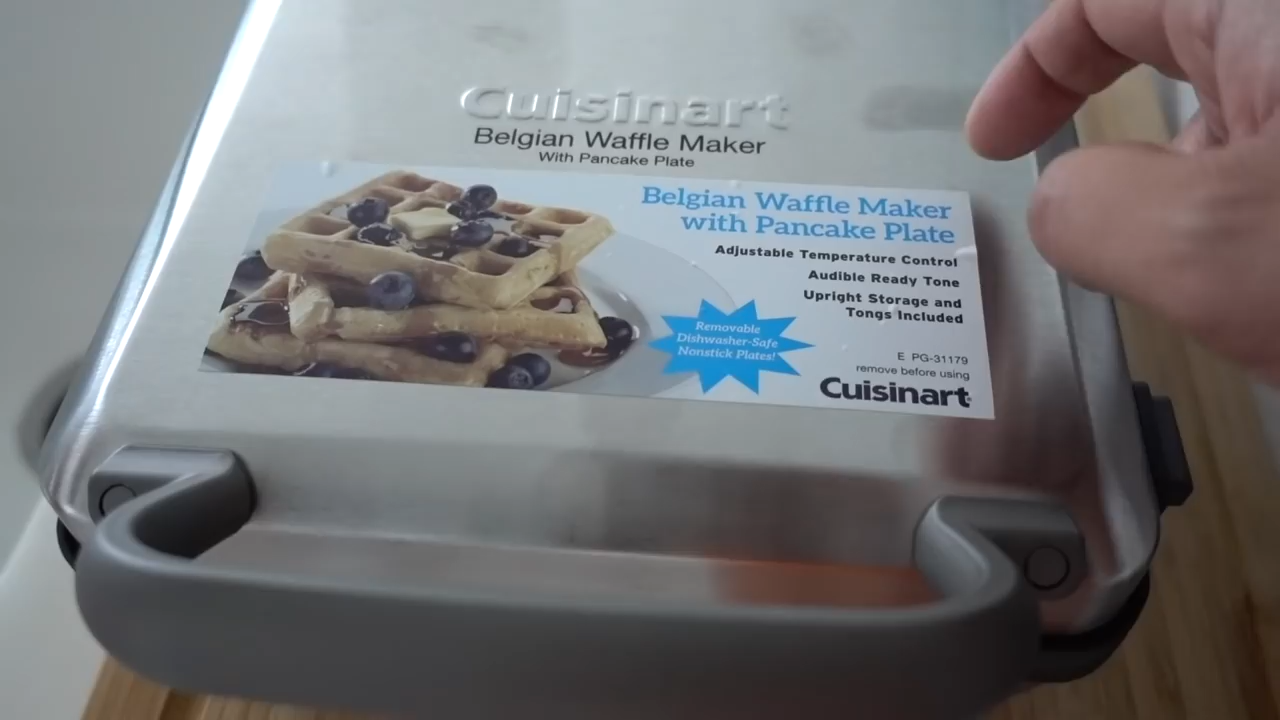 Cuisinart
Belgian Waffle Maker
With Pancake Plate
Belgian Waffle Maker
with Pancake Plate
Adjustable Temperature Control
Audible Ready Tone
Upright Storage and
Tongs Included
Removable
Dishwasher-Safe
Nonstick Plates!
E PG-31179
remove before using
Cuisinart